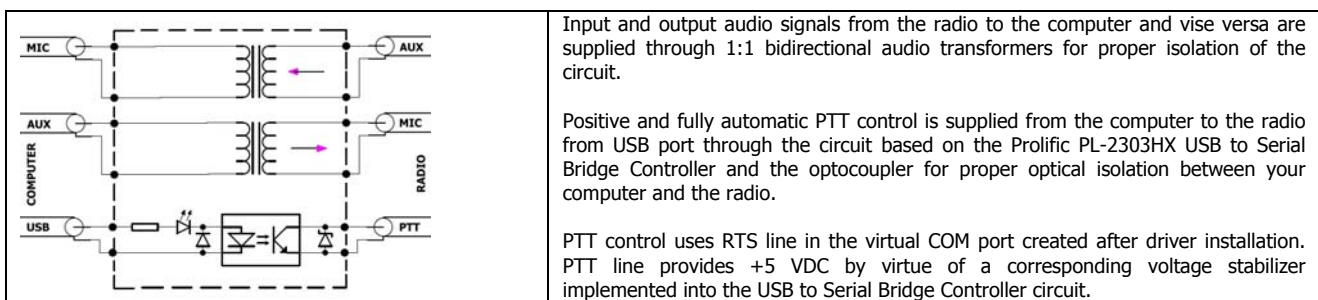 MIC
AUX
AUX
MIC
COMPUTER
RADIO
USB
PTT
Input and output audio signals from the radio to the computer and vise versa are
supplied through 1:1 bidirectional audio transformers for proper isolation of the
circuit.
Positive and fully automatic PTT control is supplied from the computer to the radio
from USB port through the circuit based on the Prolific PL-2303HX USB to Serial
Bridge Controller and the optocoupler for proper optical isolation between your
computer and the radio.
PTT control uses RTS line in the virtual COM port created after driver installation.
PTT line provides +5 VDC by virtue of a corresponding voltage stabilizer
implemented into the USB to Serial Bridge Controller circuit.